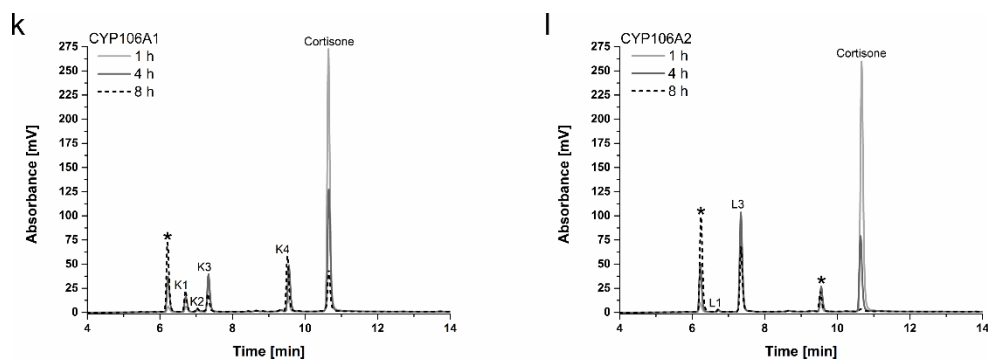 k
CYP106A1
1 h
4 h
8 h
Cortisone
275
250
225
200
175
150
125
100
75
50
25
0
Absorbance [mV]
*
K1
K2
K3
K4
4 6 8 10 12 14
Time [min]
l
CYP106A2
1 h
4 h
8 h
Cortisone
275
250
225
200
175
150
125
100
75
50
25
0
Absorbance [mV]
*
L1
L3
*
4 6 8 10 12 14
Time [min]